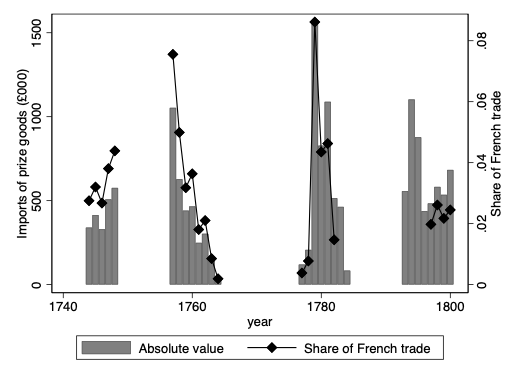 Imports of prize goods (£000)
1500
1000
500
0
.08
.06
.04
.02
0
Share of French trade
1740
1760
1780
1800
year
Absolute value
Share of French trade